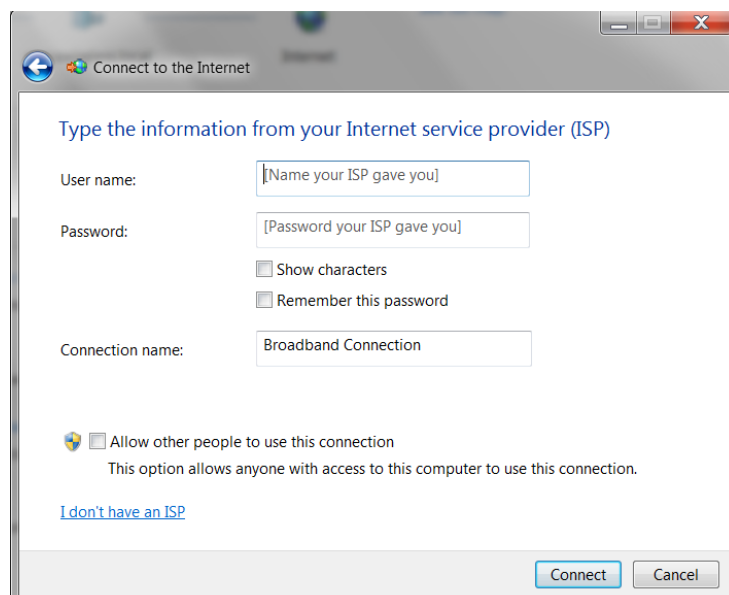 Connect to the Internet
Type the information from your Internet service provider (ISP)
User name: [Name your ISP gave you]
Password: [Password your ISP gave you]
Show characters
Remember this password
Connection name: Broadband Connection
Allow other people to use this connection
This option allows anyone with access to this computer to use this connection.
I don't have an ISP
Connect Cancel